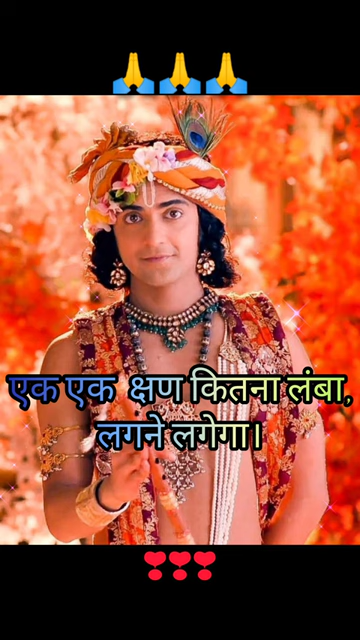 एक एक क्षण कितना लंबा,
लगने लगेगा।